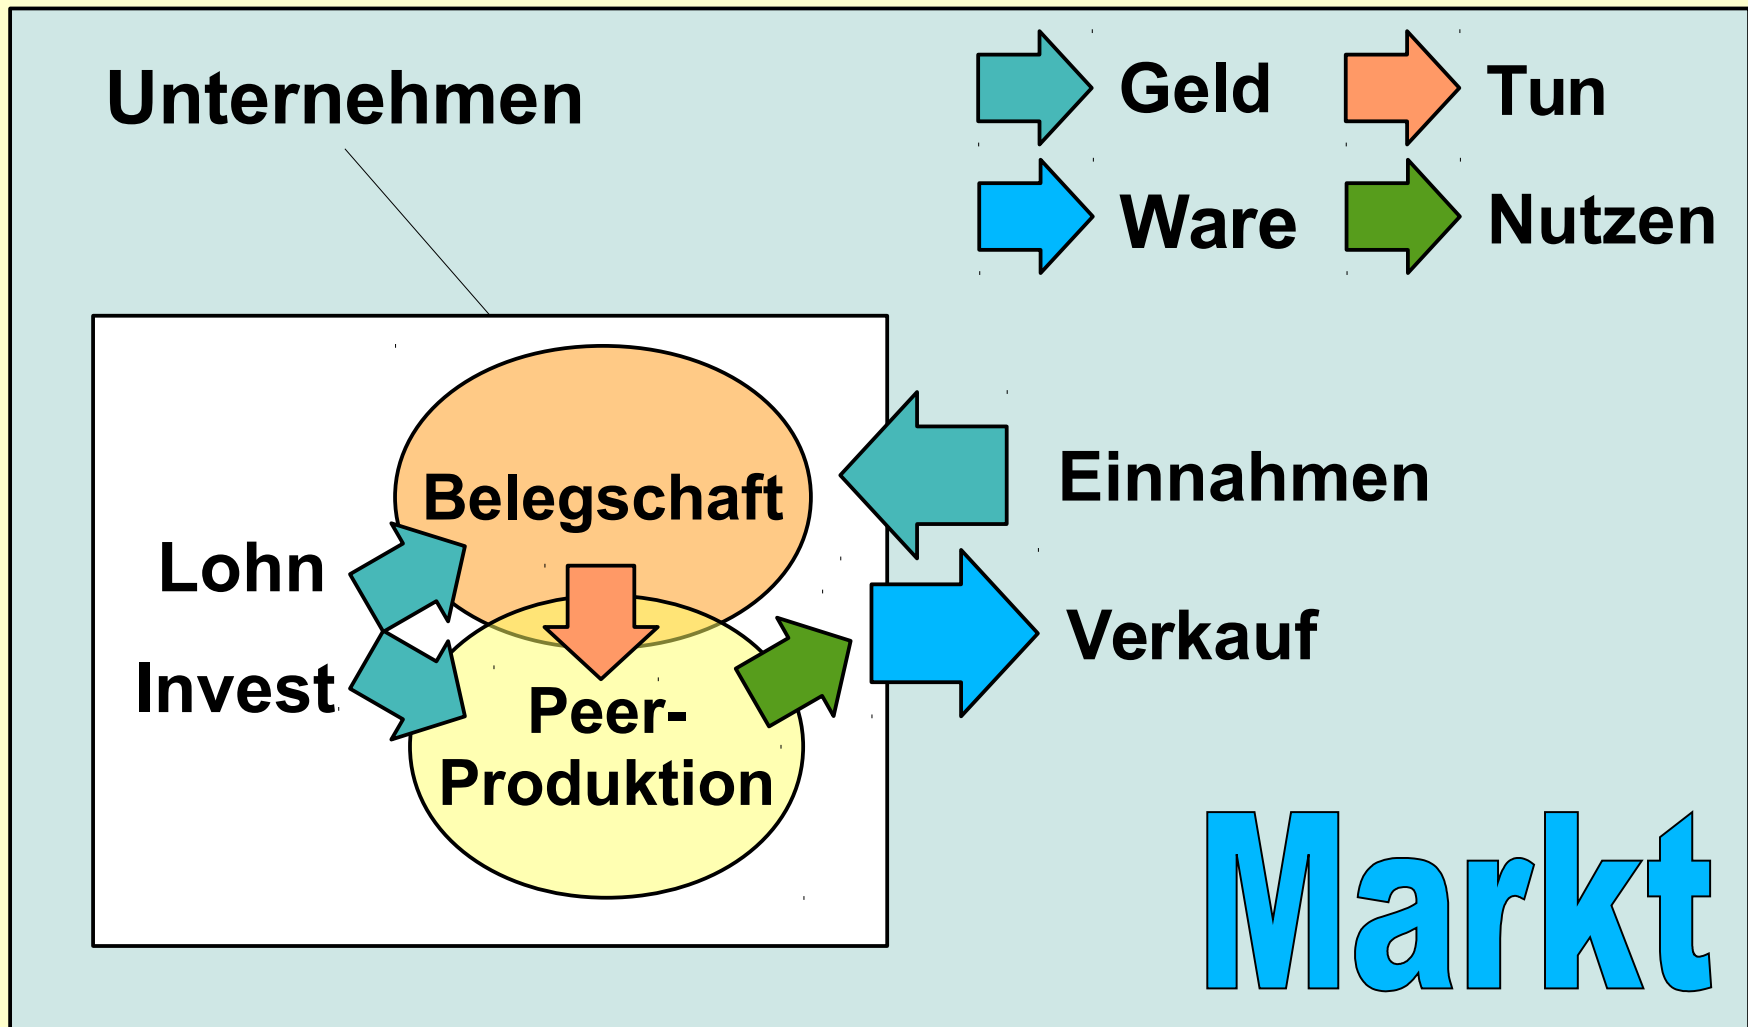 Unternehmen
Geld
Tun
Ware
Nutzen
Belegschaft
Einnahmen
Lohn
Verkauf
Invest
Peer-
Produktion
Markt